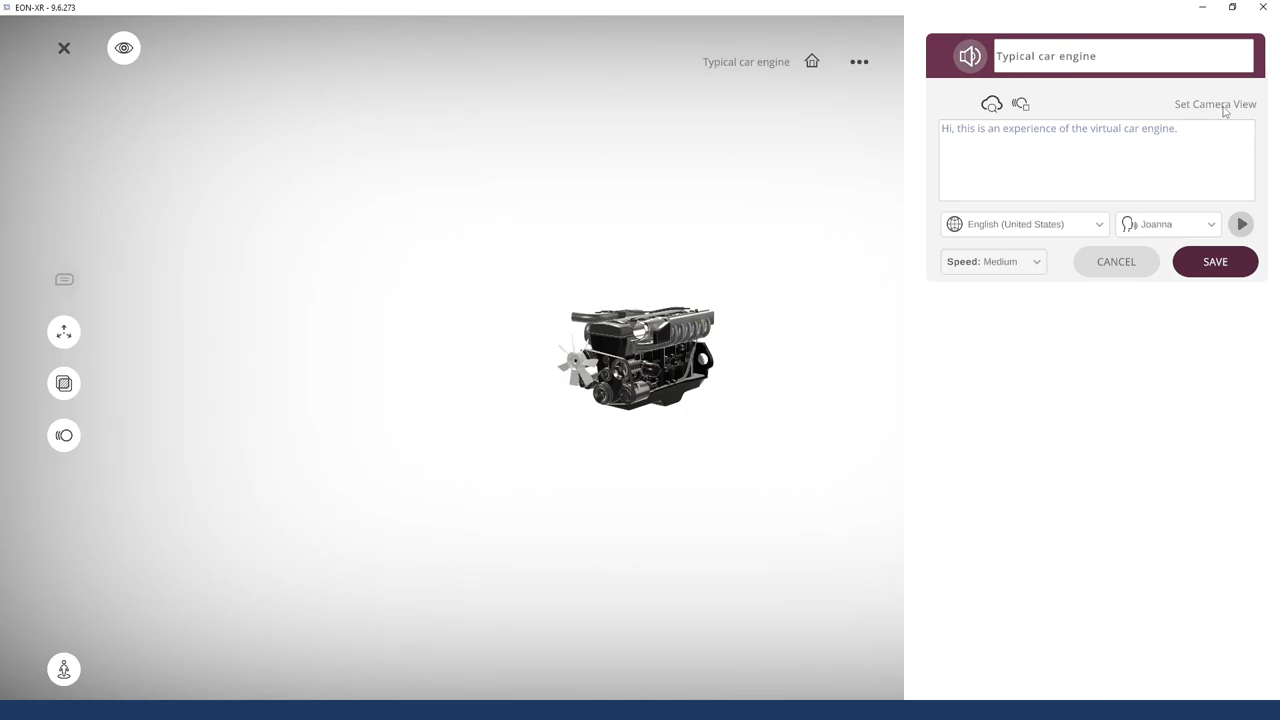 EON-XR - 9.6.273
Typical car engine
Typical car engine
Set Camera View
Hi, this is an experience of the virtual car engine.
English (United States)
Joanna
Speed: Medium
CANCEL
SAVE